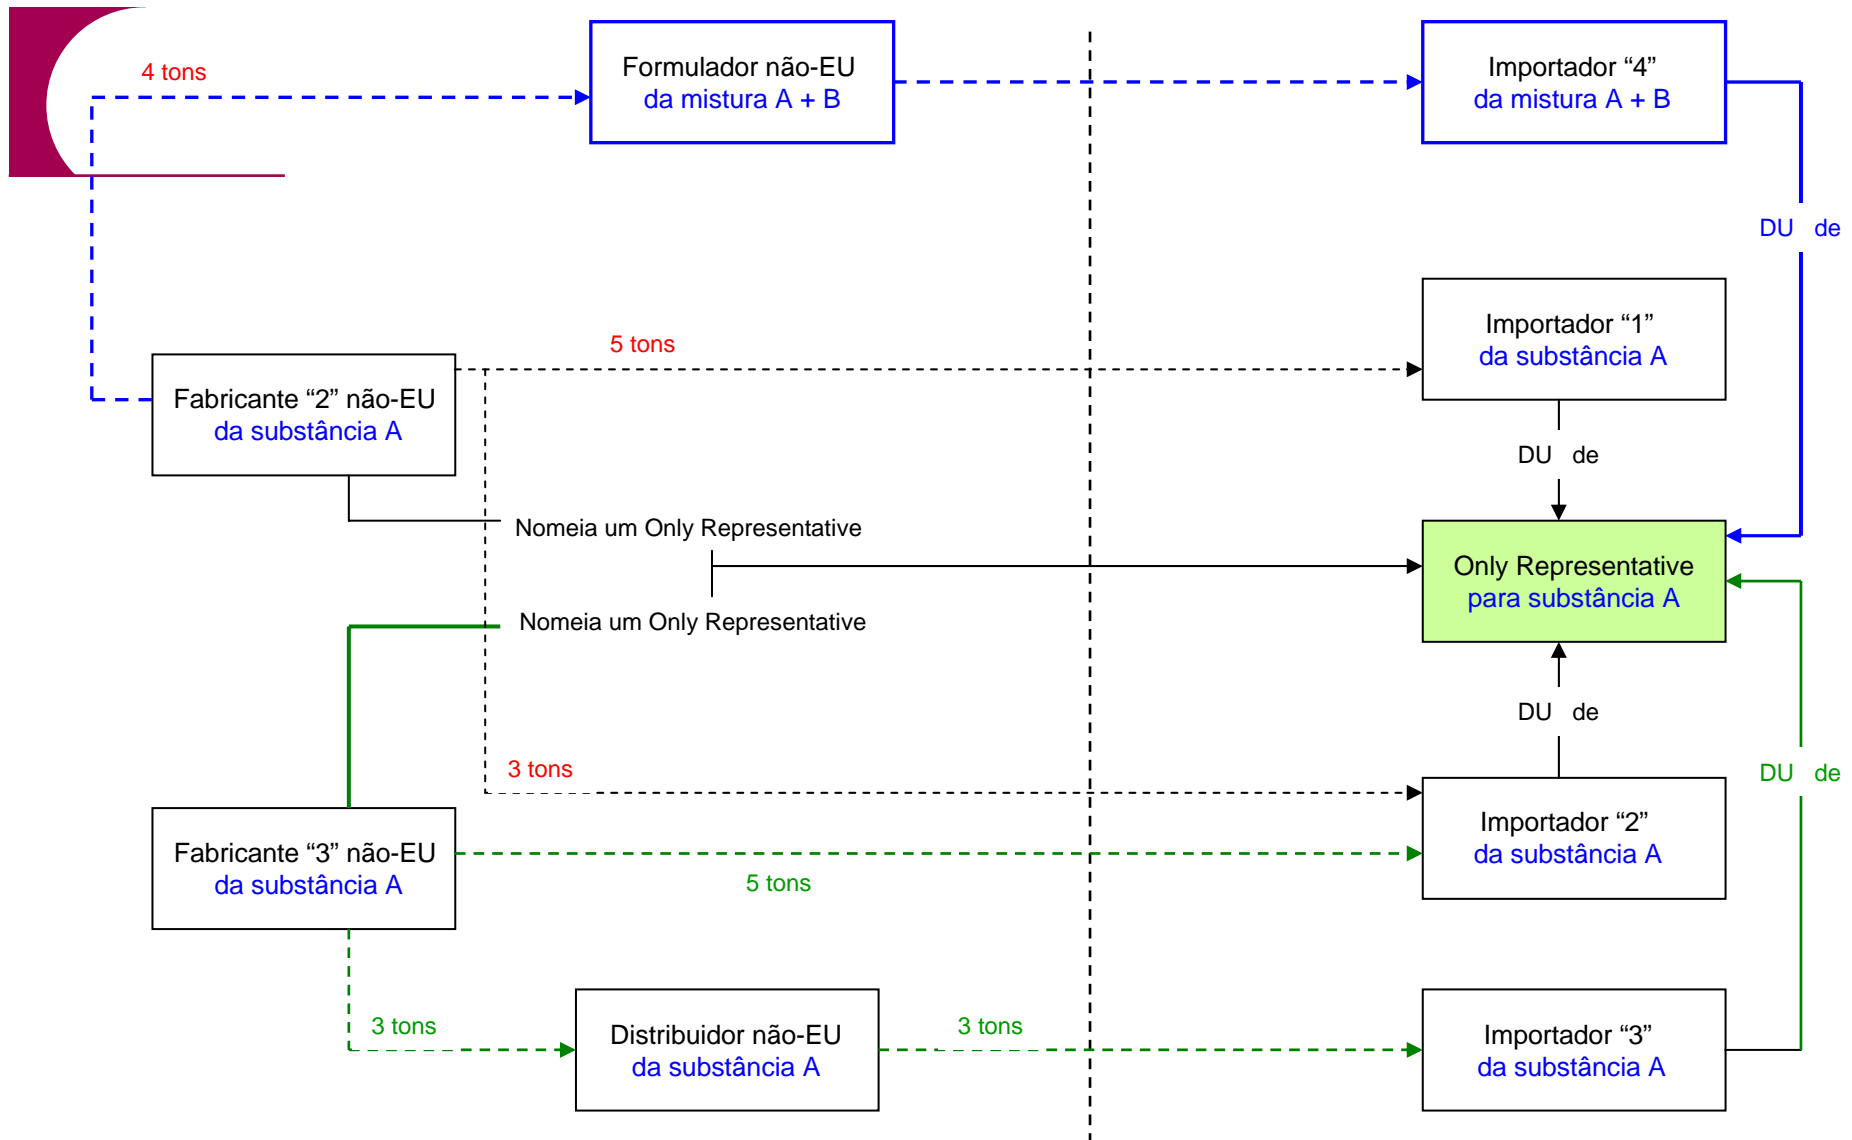 4 tons
Formulador não-EU
da mistura A + B
Importador “4”
da mistura A + B
DU de
Importador “1”
da substância A
5 tons
Fabricante “2” não-EU
da substância A
DU de
Nomeia um Only Representative
Only Representative
para substância A
Nomeia um Only Representative
DU de
3 tons
DU de
Importador “2”
da substância A
Fabricante “3” não-EU
da substância A
5 tons
3 tons
Distribuidor não-EU
da substância A
3 tons
Importador “3”
da substância A